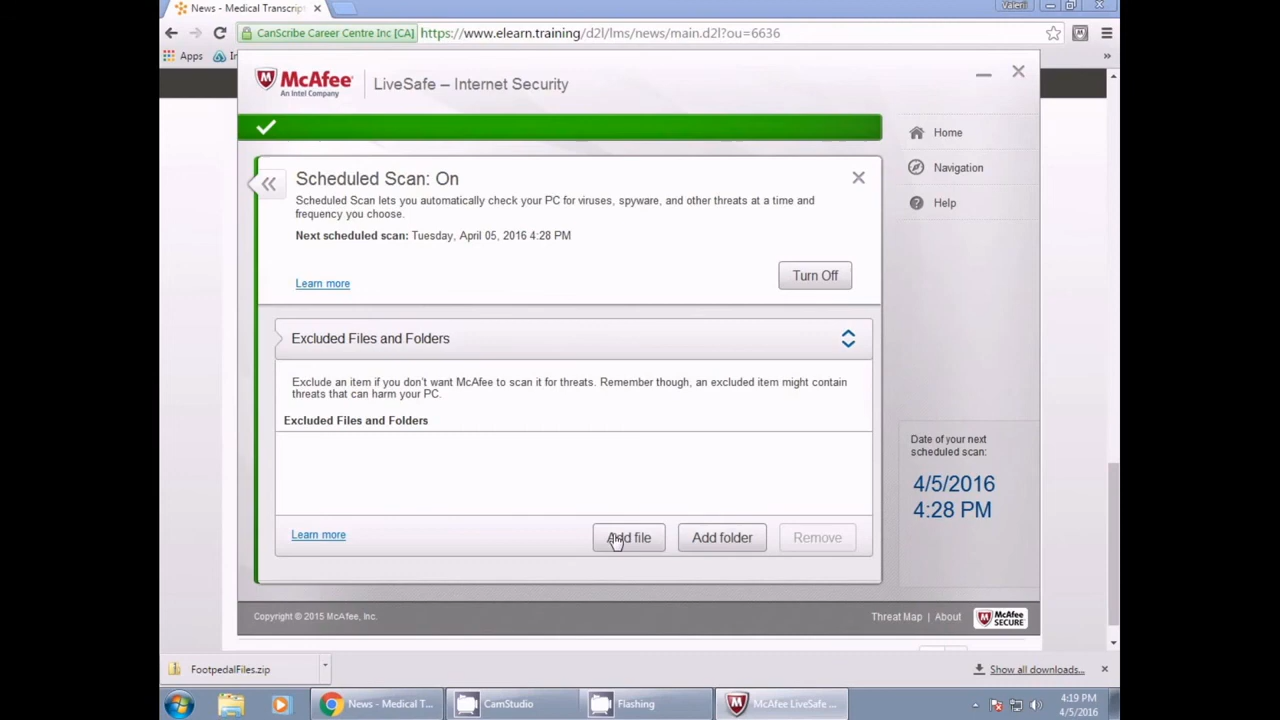 News - Medical Transcript
Valerii
CanScribe Career Centre Inc [CA]
https://www.elearn.training/d2l/lms/news/main.d2l?ou=6636
Apps
McAfee
An Intel Company
LiveSafe – Internet Security
Home
Navigation
Help
Scheduled Scan: On
Scheduled Scan lets you automatically check your PC for viruses, spyware, and other threats at a time and
frequency you choose.
Next scheduled scan: Tuesday, April 05, 2016 4:28 PM
Learn more
Turn Off
Excluded Files and Folders
Exclude an item if you don't want McAfee to scan it for threats. Remember though, an excluded item might contain
threats that can harm your PC.
Excluded Files and Folders
Learn more
Add file
Add folder
Remove
Date of your next
scheduled scan:
4/5/2016
4:28 PM
Copyright © 2015 McAfee, Inc.
Threat Map | About
McAfee
SECURE
FootpedalFiles.zip
Show all downloads...
News - Medical T...
CamStudio
Flashing
McAfee LiveSafe ...
4:19 PM
4/5/2016